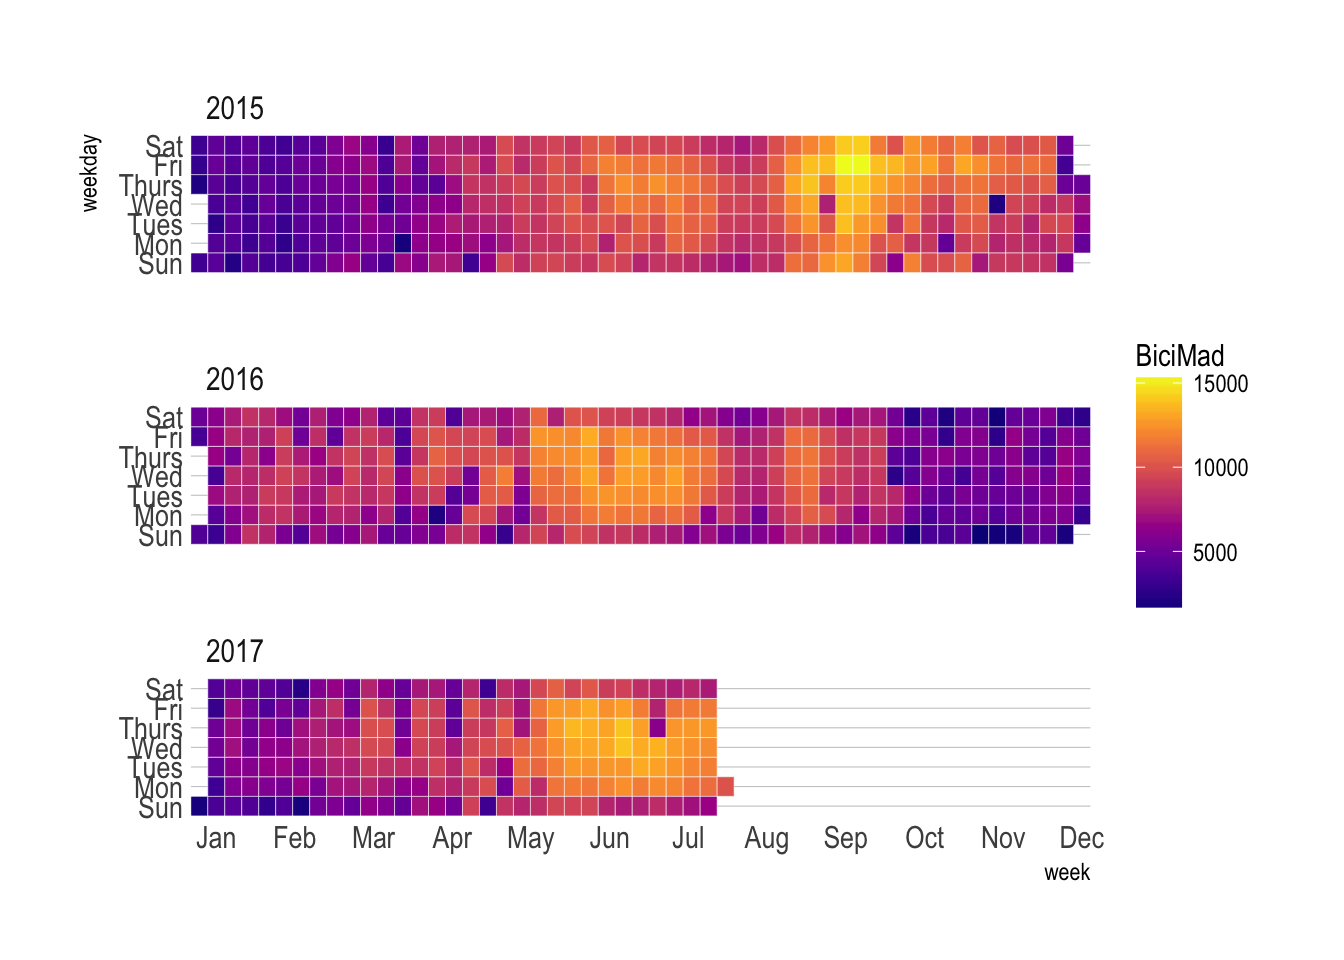 2015
weekday
Sat
Fri
Thurs
Wed
Tues
Mon
Sun
2016
Sat
Fri
Thurs
Wed
Tues
Mon
Sun
BiciMad
15000
10000
5000
2017
Sat
Fri
Thurs
Wed
Tues
Mon
Sun
Jan Feb Mar Apr May Jun Jul Aug Sep Oct Nov Dec
week